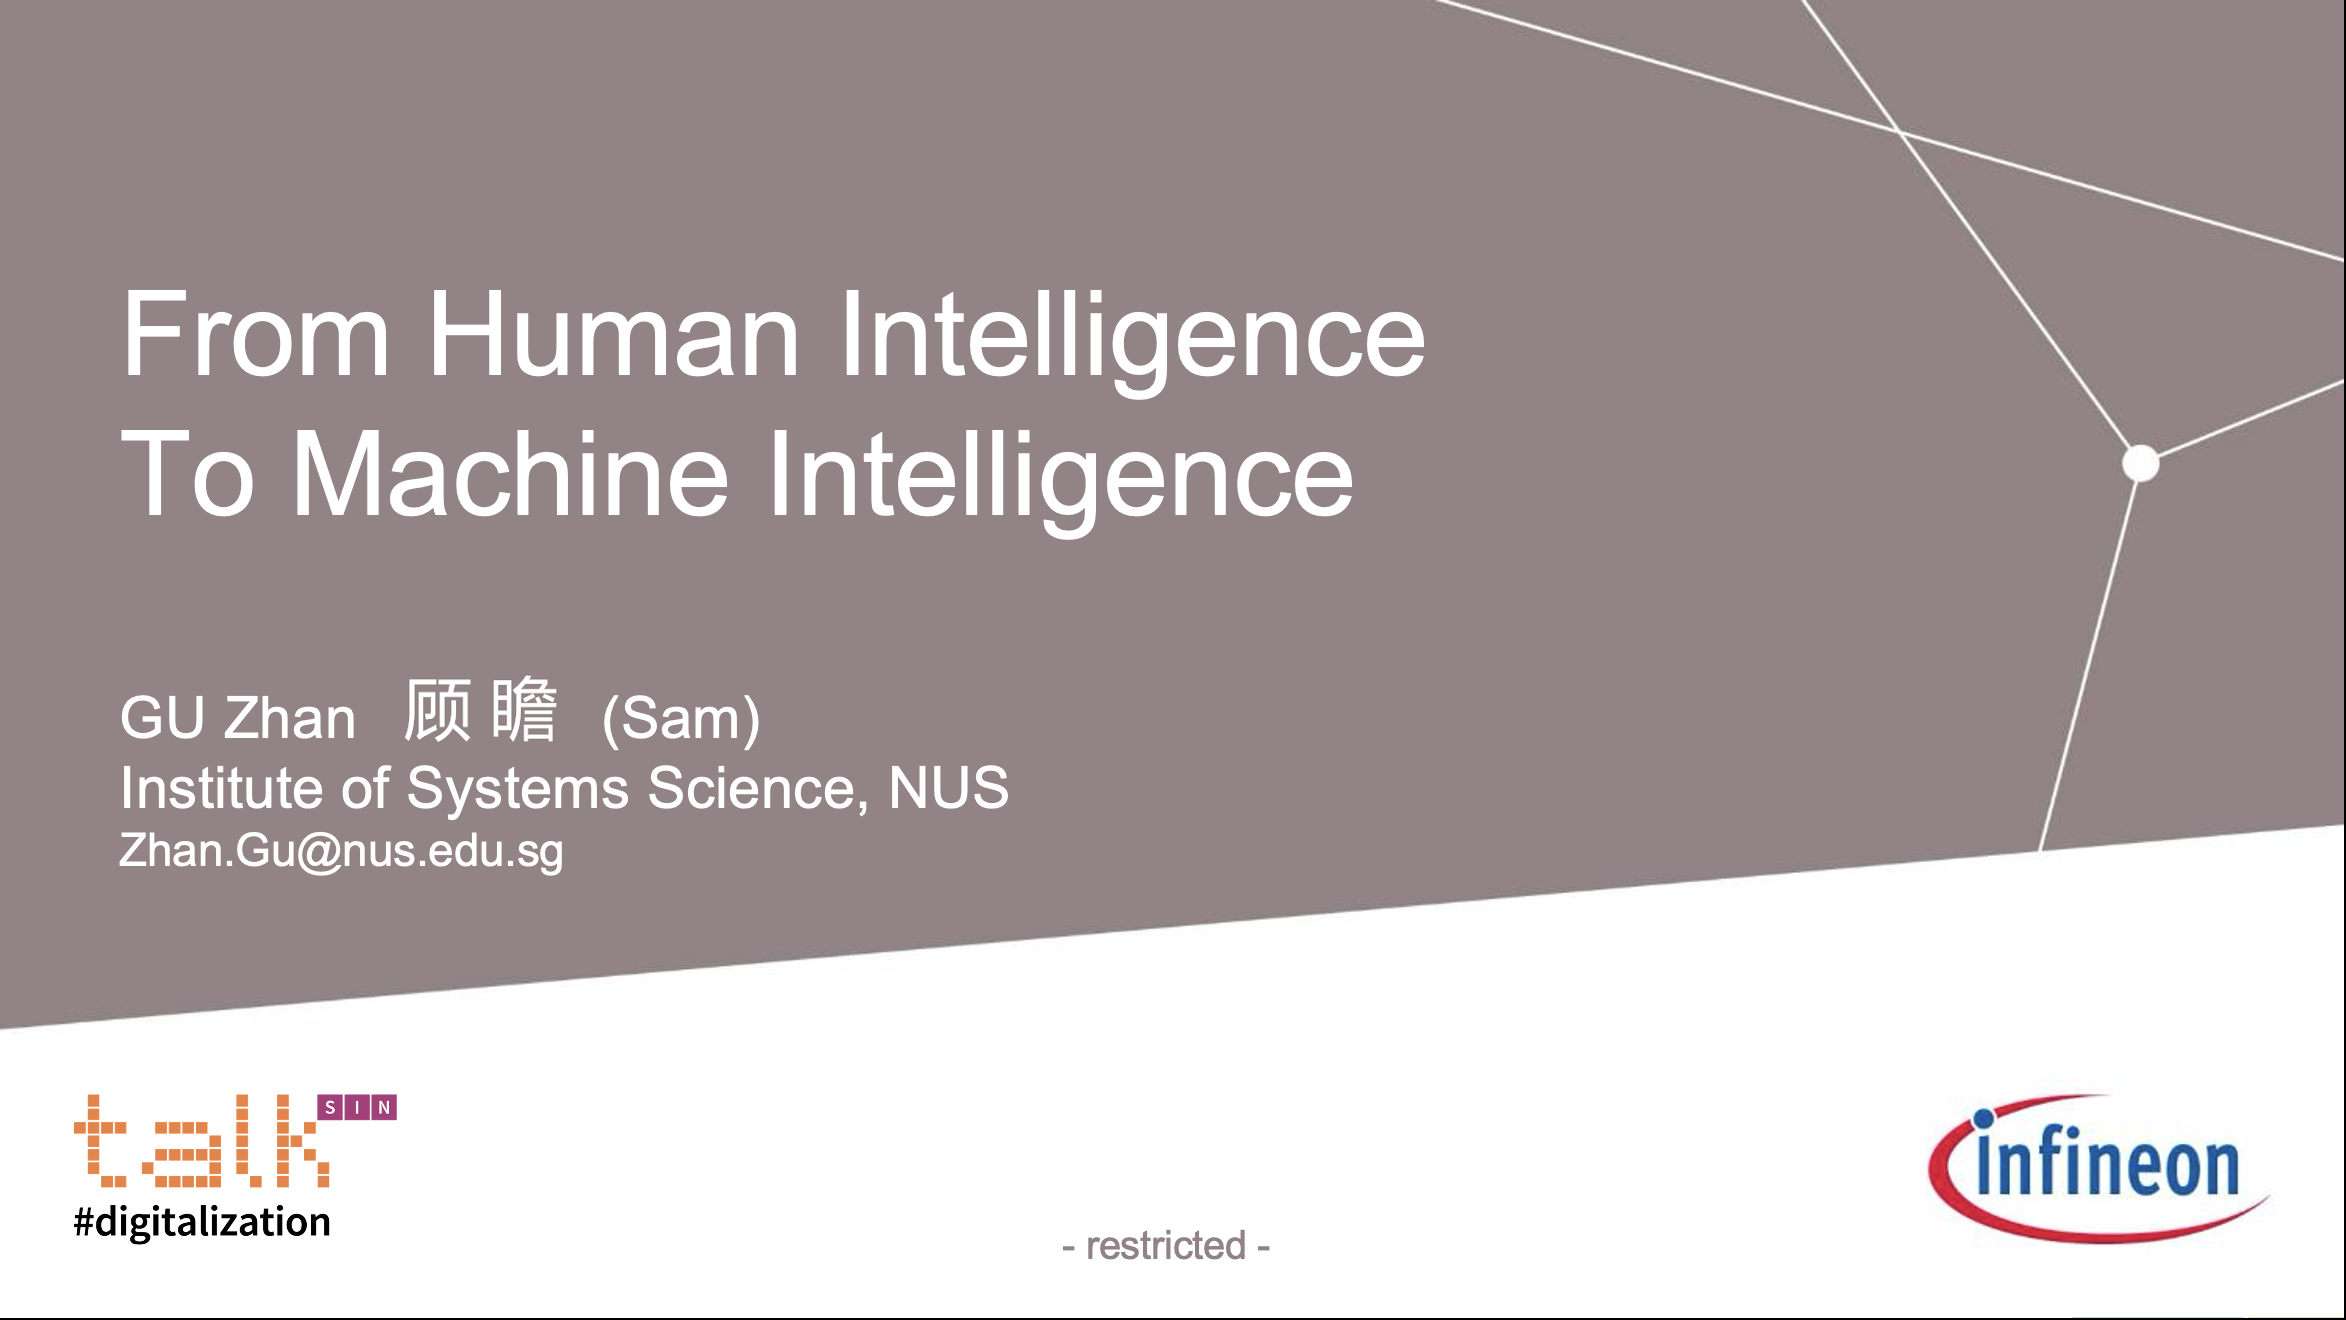 From Human Intelligence
To Machine Intelligence
GU Zhan 顾 瞻 (Sam)
Institute of Systems Science, NUS
Zhan.Gu@nus.edu.sg
talk SIN
#digitalization
- restricted -
infineon